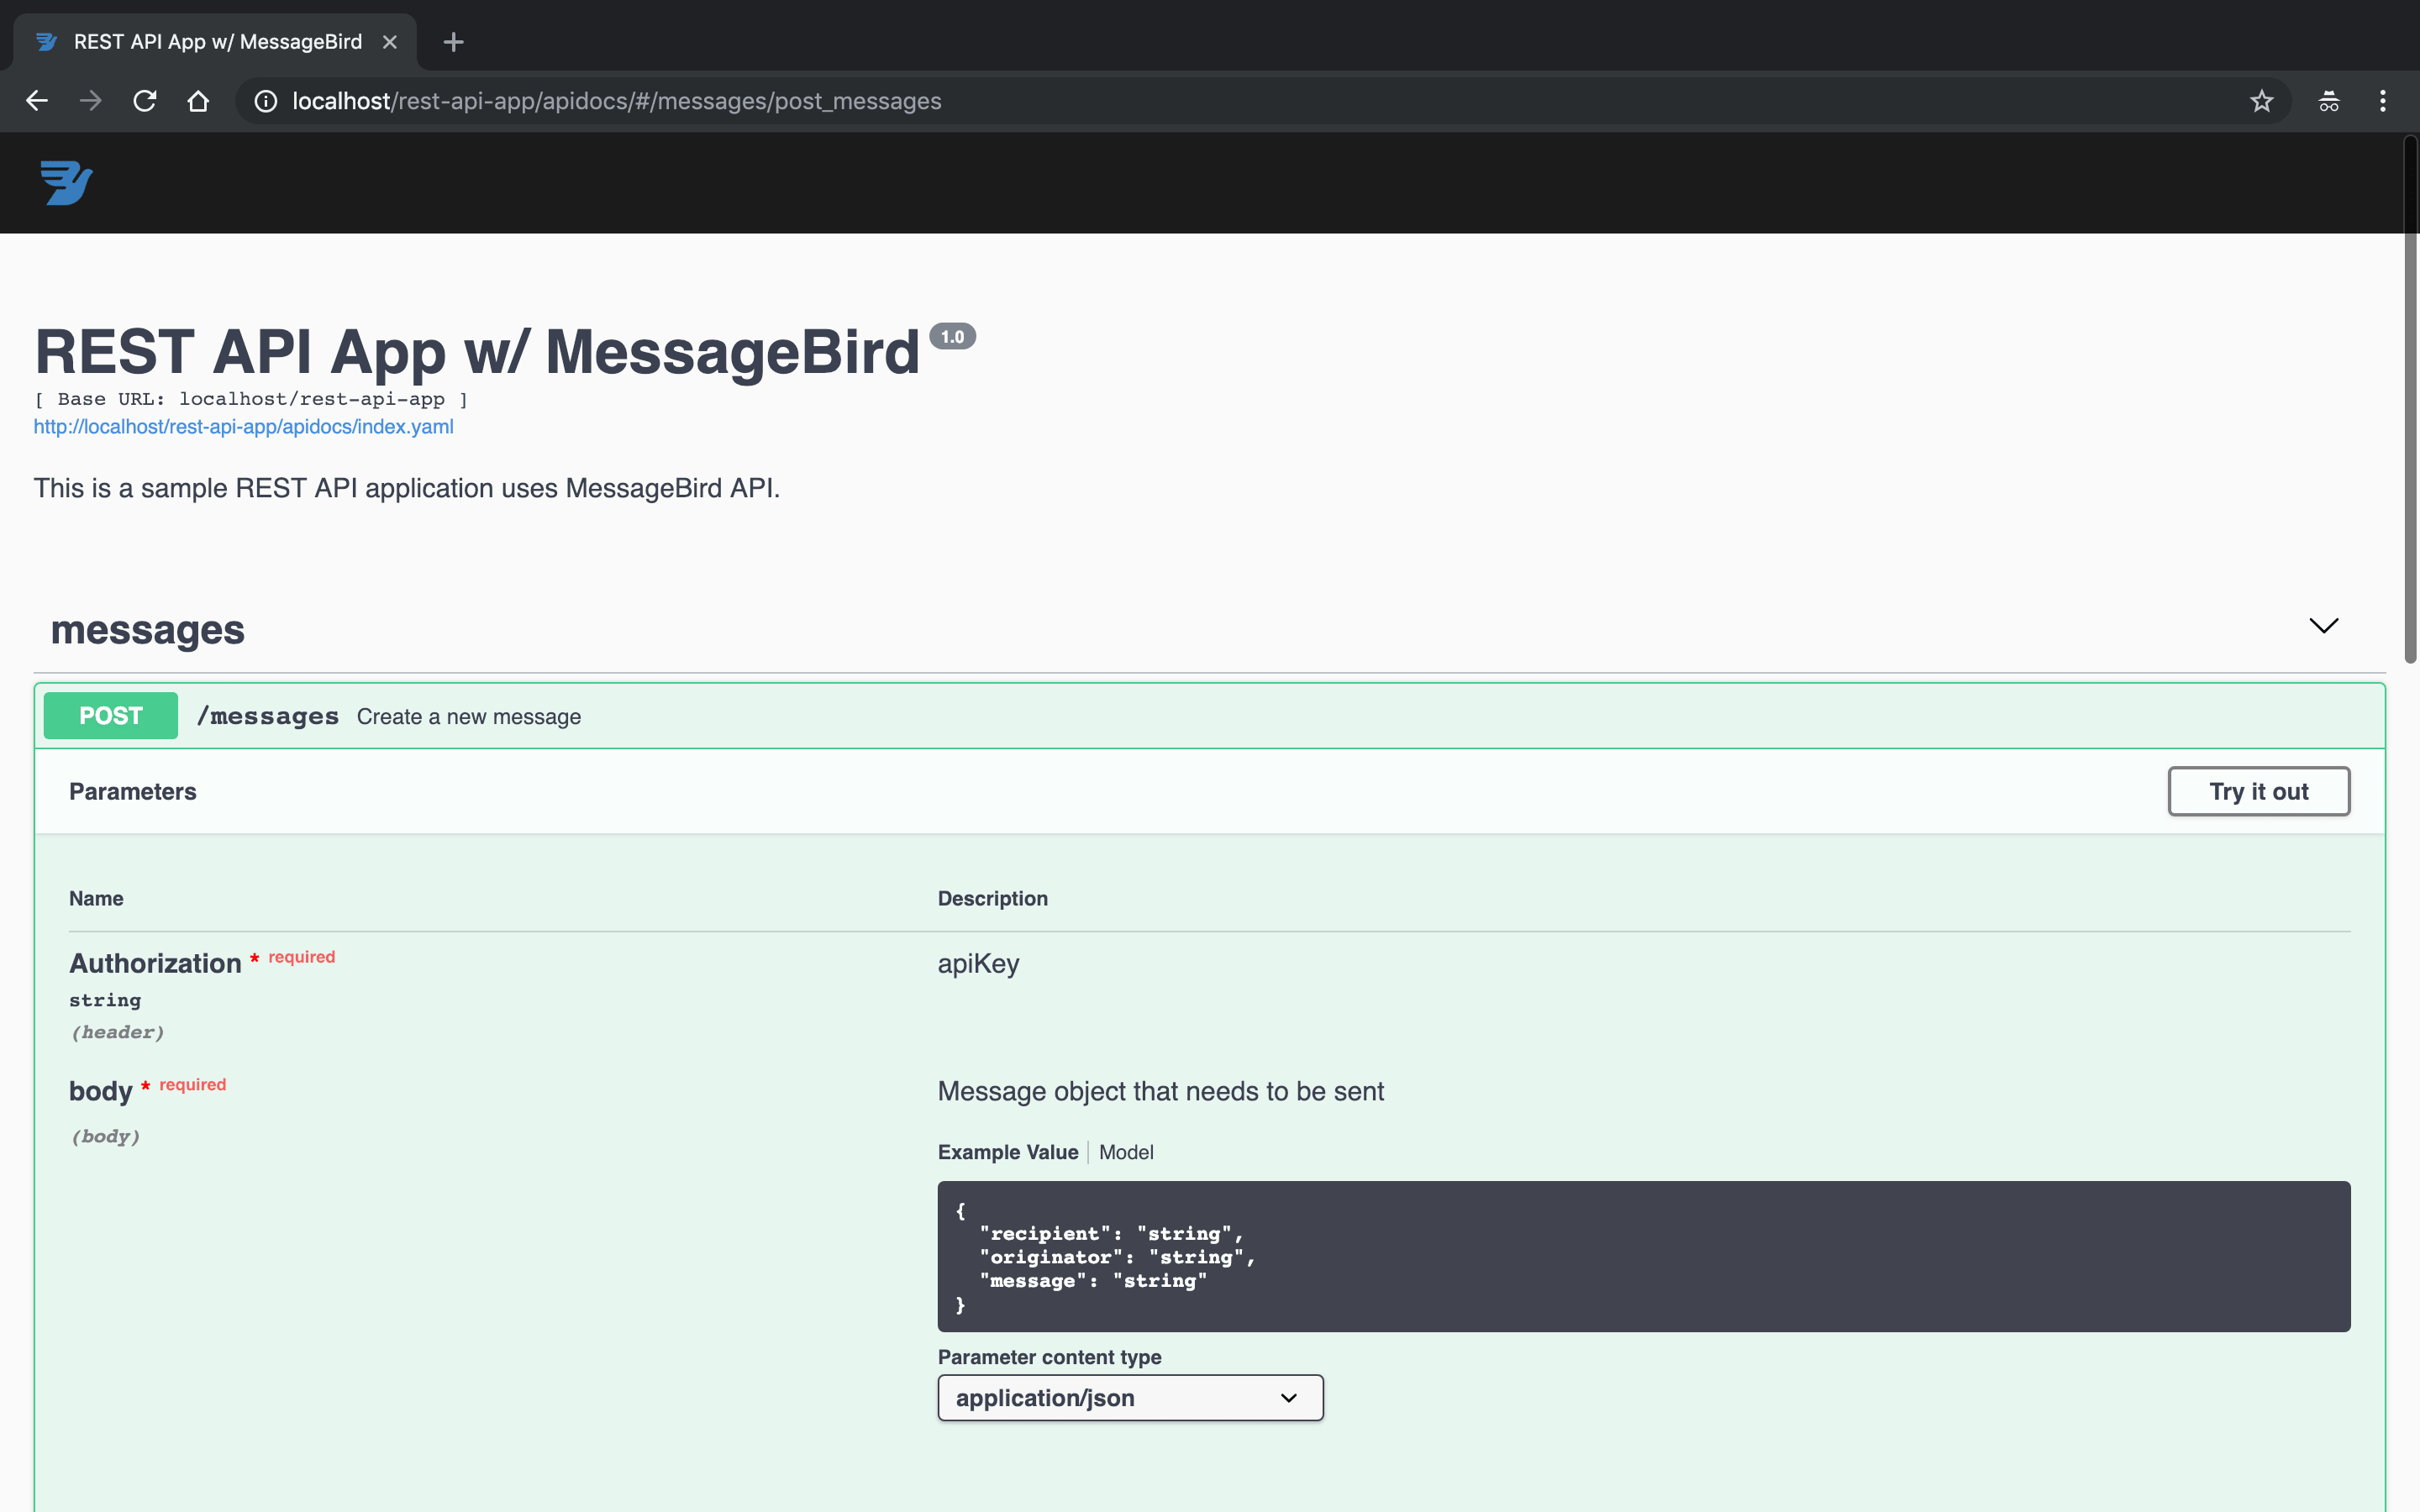 REST API App w/ MessageBird
localhost/rest-api-app/apidocs/#/messages/post_messages
REST API App w/ MessageBird 1.0
[ Base URL: localhost/rest-api-app ]
http://localhost/rest-api-app/apidocs/index.yaml
This is a sample REST API application uses MessageBird API.
messages
POST /messages Create a new message
Parameters Try it out
Name Description
Authorization * required apiKey
string
(header)
body * required Message object that needs to be sent
(body)
Example Value Model
{
"recipient": "string",
"originator": "string",
"message": "string"
}
Parameter content type
application/json